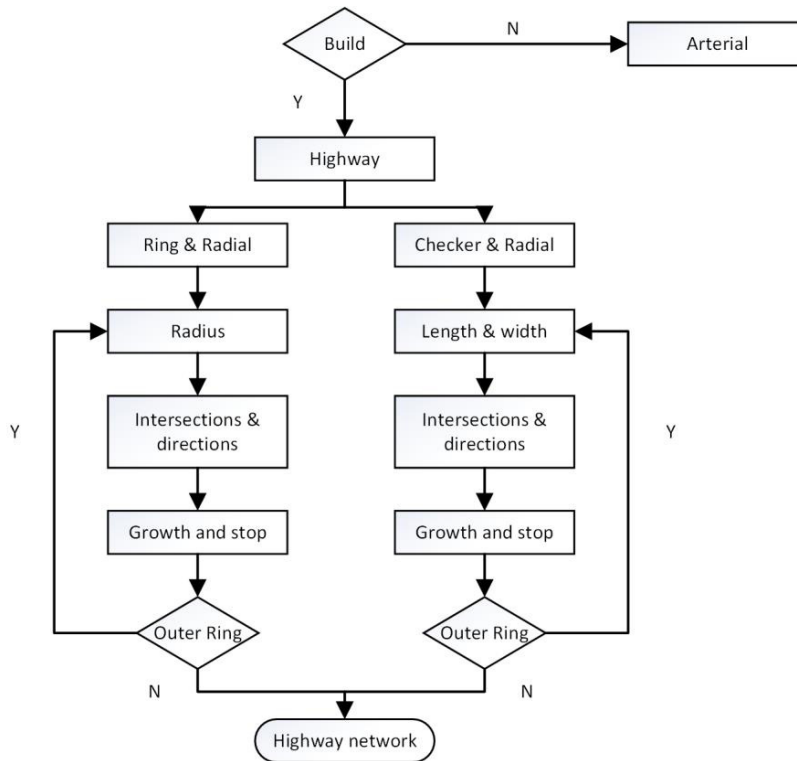 Build
N
Arterial
Y
Highway
Ring & Radial
Checker & Radial
Radius
Length & width
Intersections &
directions
Intersections &
directions
Y
Y
Growth and stop
Growth and stop
Outer Ring
Outer Ring
N
N
Highway network